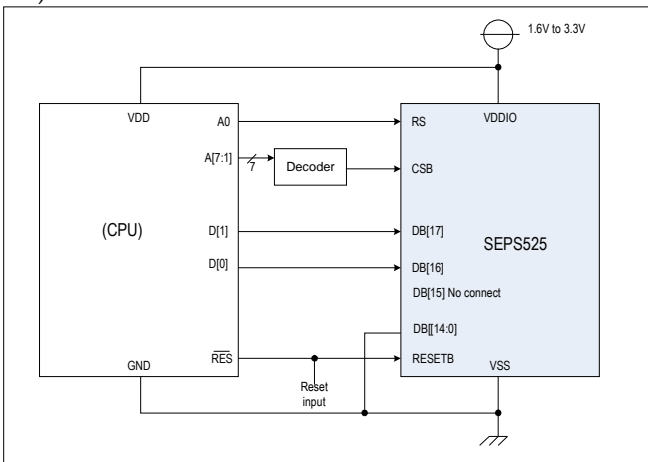 1.6V to 3.3V
VDD
A0
RS
VDDIO
A[7:1]
7
Decoder
CSB
(CPU)
D[1]
DB[17]
SEPS525
D[0]
DB[16]
DB[15] No connect
DB[[14:0]
RES
RESETB
GND
Reset
input
VSS